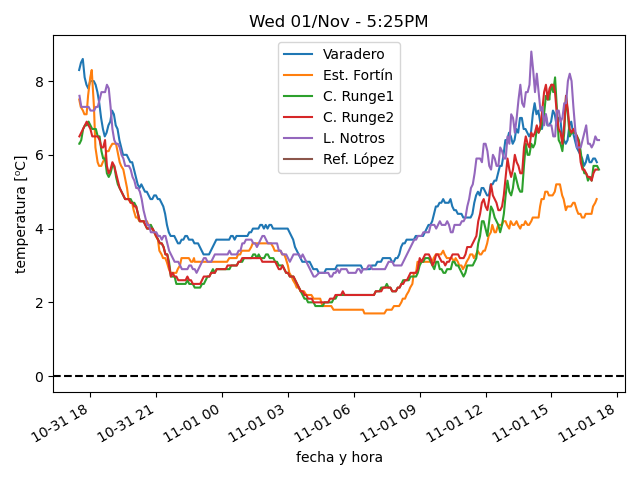 Wed 01/Nov - 5:25PM
Varadero
Est. Fortín
C. Runge1
C. Runge2
L. Notros
Ref. López
temperatura [ºC]
8
6
4
2
0
10-31 18
10-31 21
11-01 00
11-01 03
11-01 06
11-01 09
11-01 12
11-01 15
11-01 18
fecha y hora